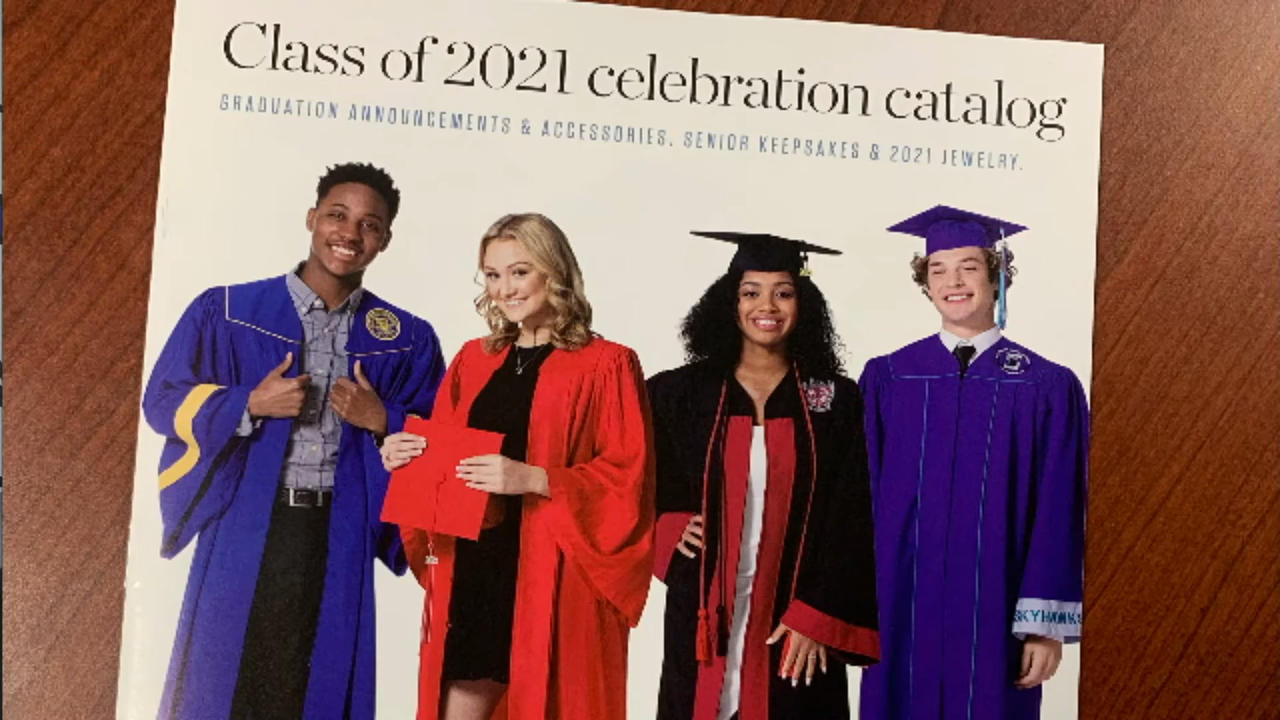 Class of 2021 celebration catalog
GRADUATION ANNOUNCEMENTS & ACCESSORIES. SENIOR KEEPSAKES & 2021 JEWELRY.
SKYHAWKS